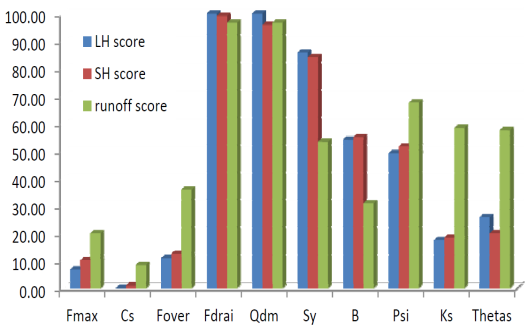 100.00
90.00
80.00
70.00
60.00
50.00
40.00
30.00
20.00
10.00
0.00
LH score
SH score
runoff score
Fmax Cs Fover Fdrai Qdm Sy B Psi Ks Thetas